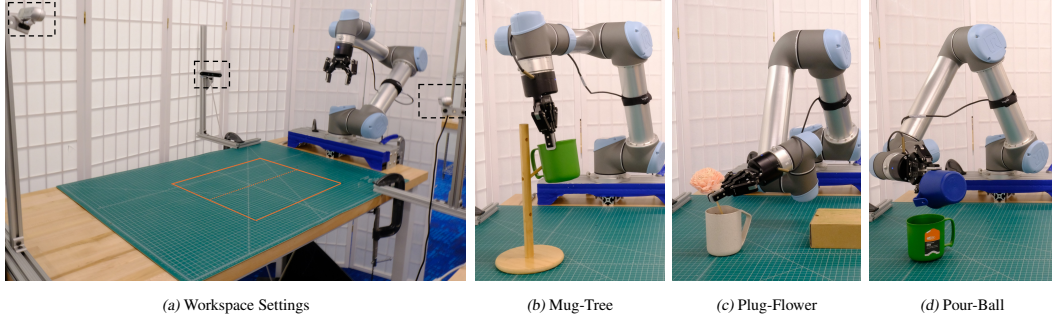 (a) Workspace Settings
(b) Mug-Tree
(c) Plug-Flower
(d) Pour-Ball